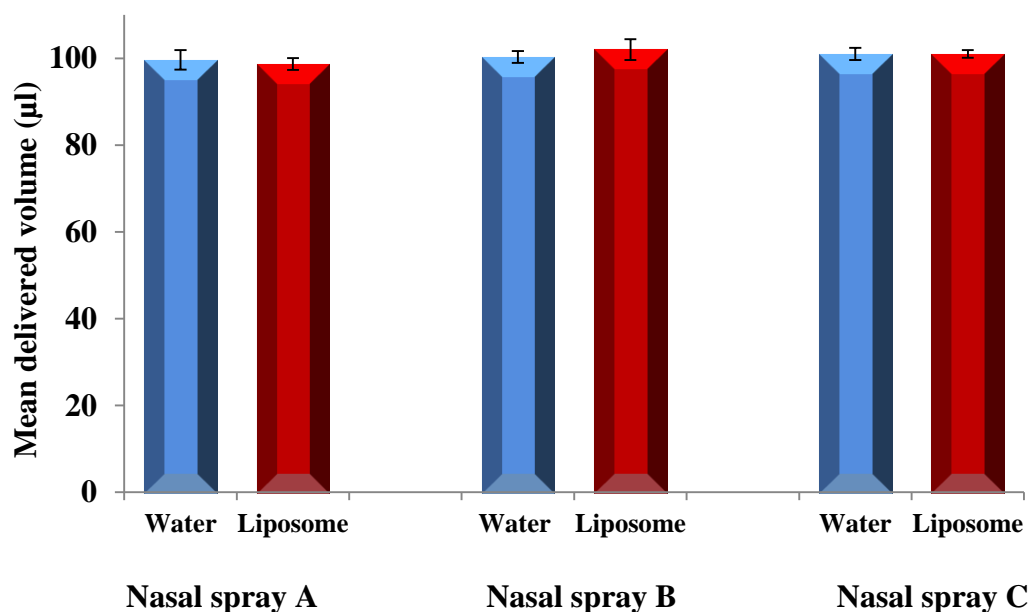 Mean delivered volume (µl)
100
80
60
40
20
0
Water Liposome Water Liposome Water Liposome
Nasal spray A Nasal spray B Nasal spray C